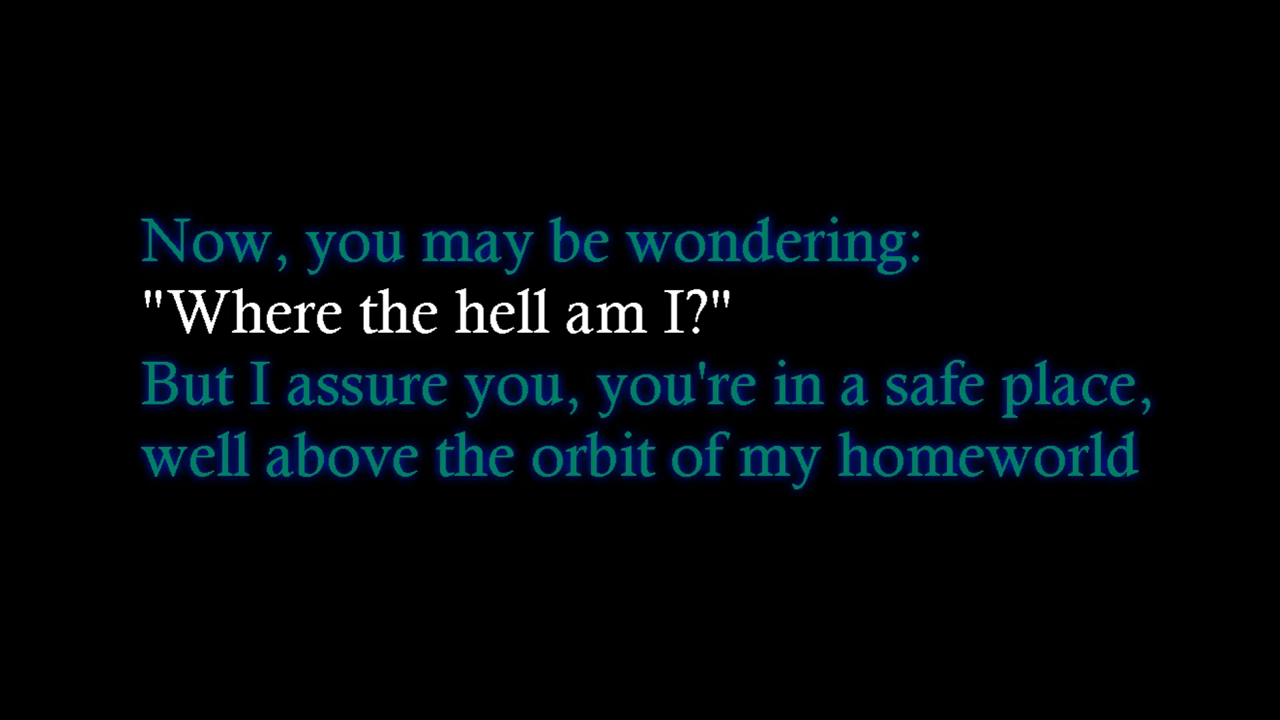 Now, you may be wondering:
"Where the hell am I?"
But I assure you, you're in a safe place,
well above the orbit of my homeworld